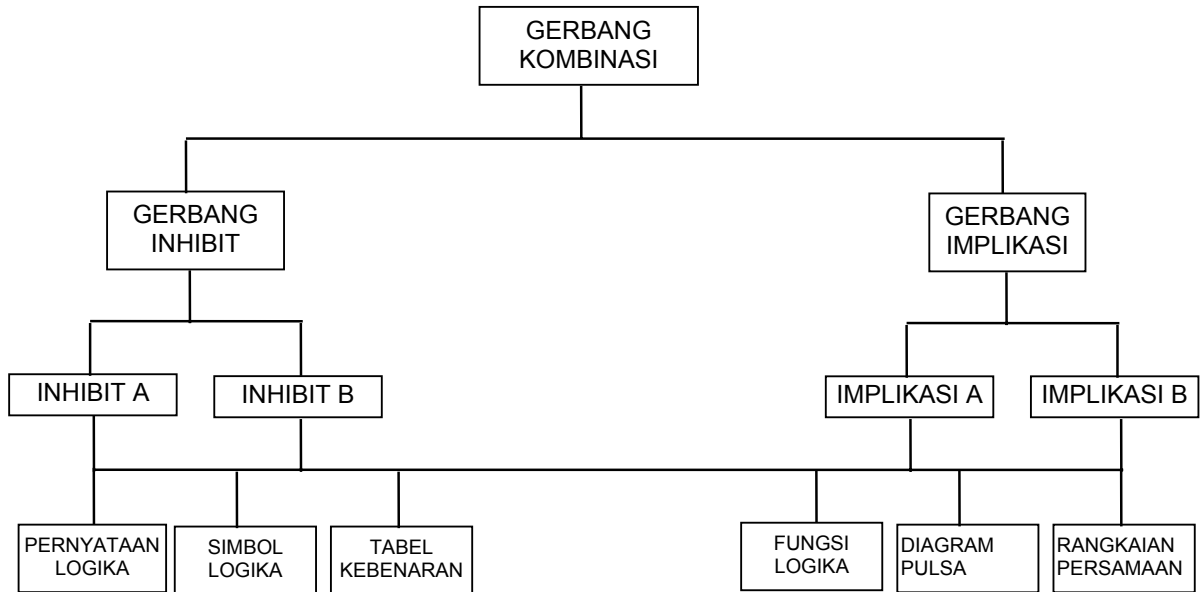 GERBANG
KOMBINASI
GERBANG
INHIBIT
GERBANG
IMPLIKASI
INHIBIT A
INHIBIT B
IMPLIKASI A
IMPLIKASI B
PERNYATAAN
LOGIKA
SIMBOL
LOGIKA
TABEL
KEBENARAN
FUNGSI
LOGIKA
DIAGRAM
PULSA
RANGKAIAN
PERSAMAAN